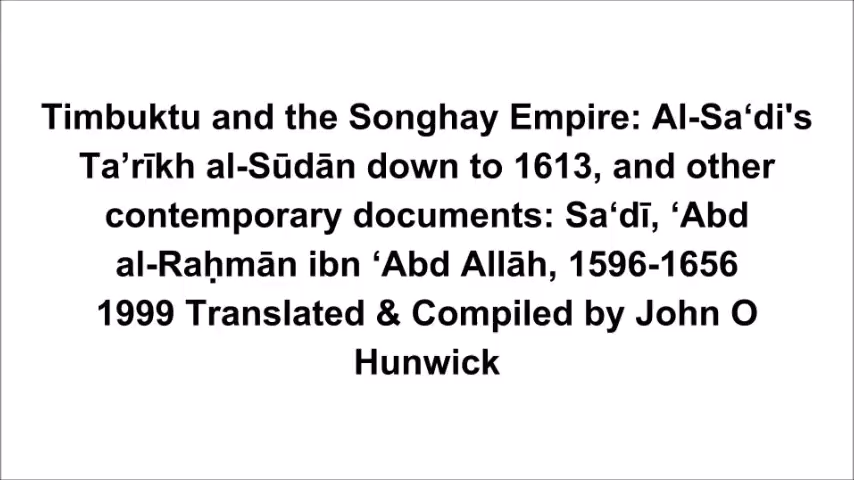 Timbuktu and the Songhay Empire: Al-Sa‘di's
Ta’rīkh al-Sūdān down to 1613, and other
contemporary documents: Sa‘dī, ‘Abd
al-Raḥmān ibn ‘Abd Allāh, 1596-1656
1999 Translated & Compiled by John O
Hunwick